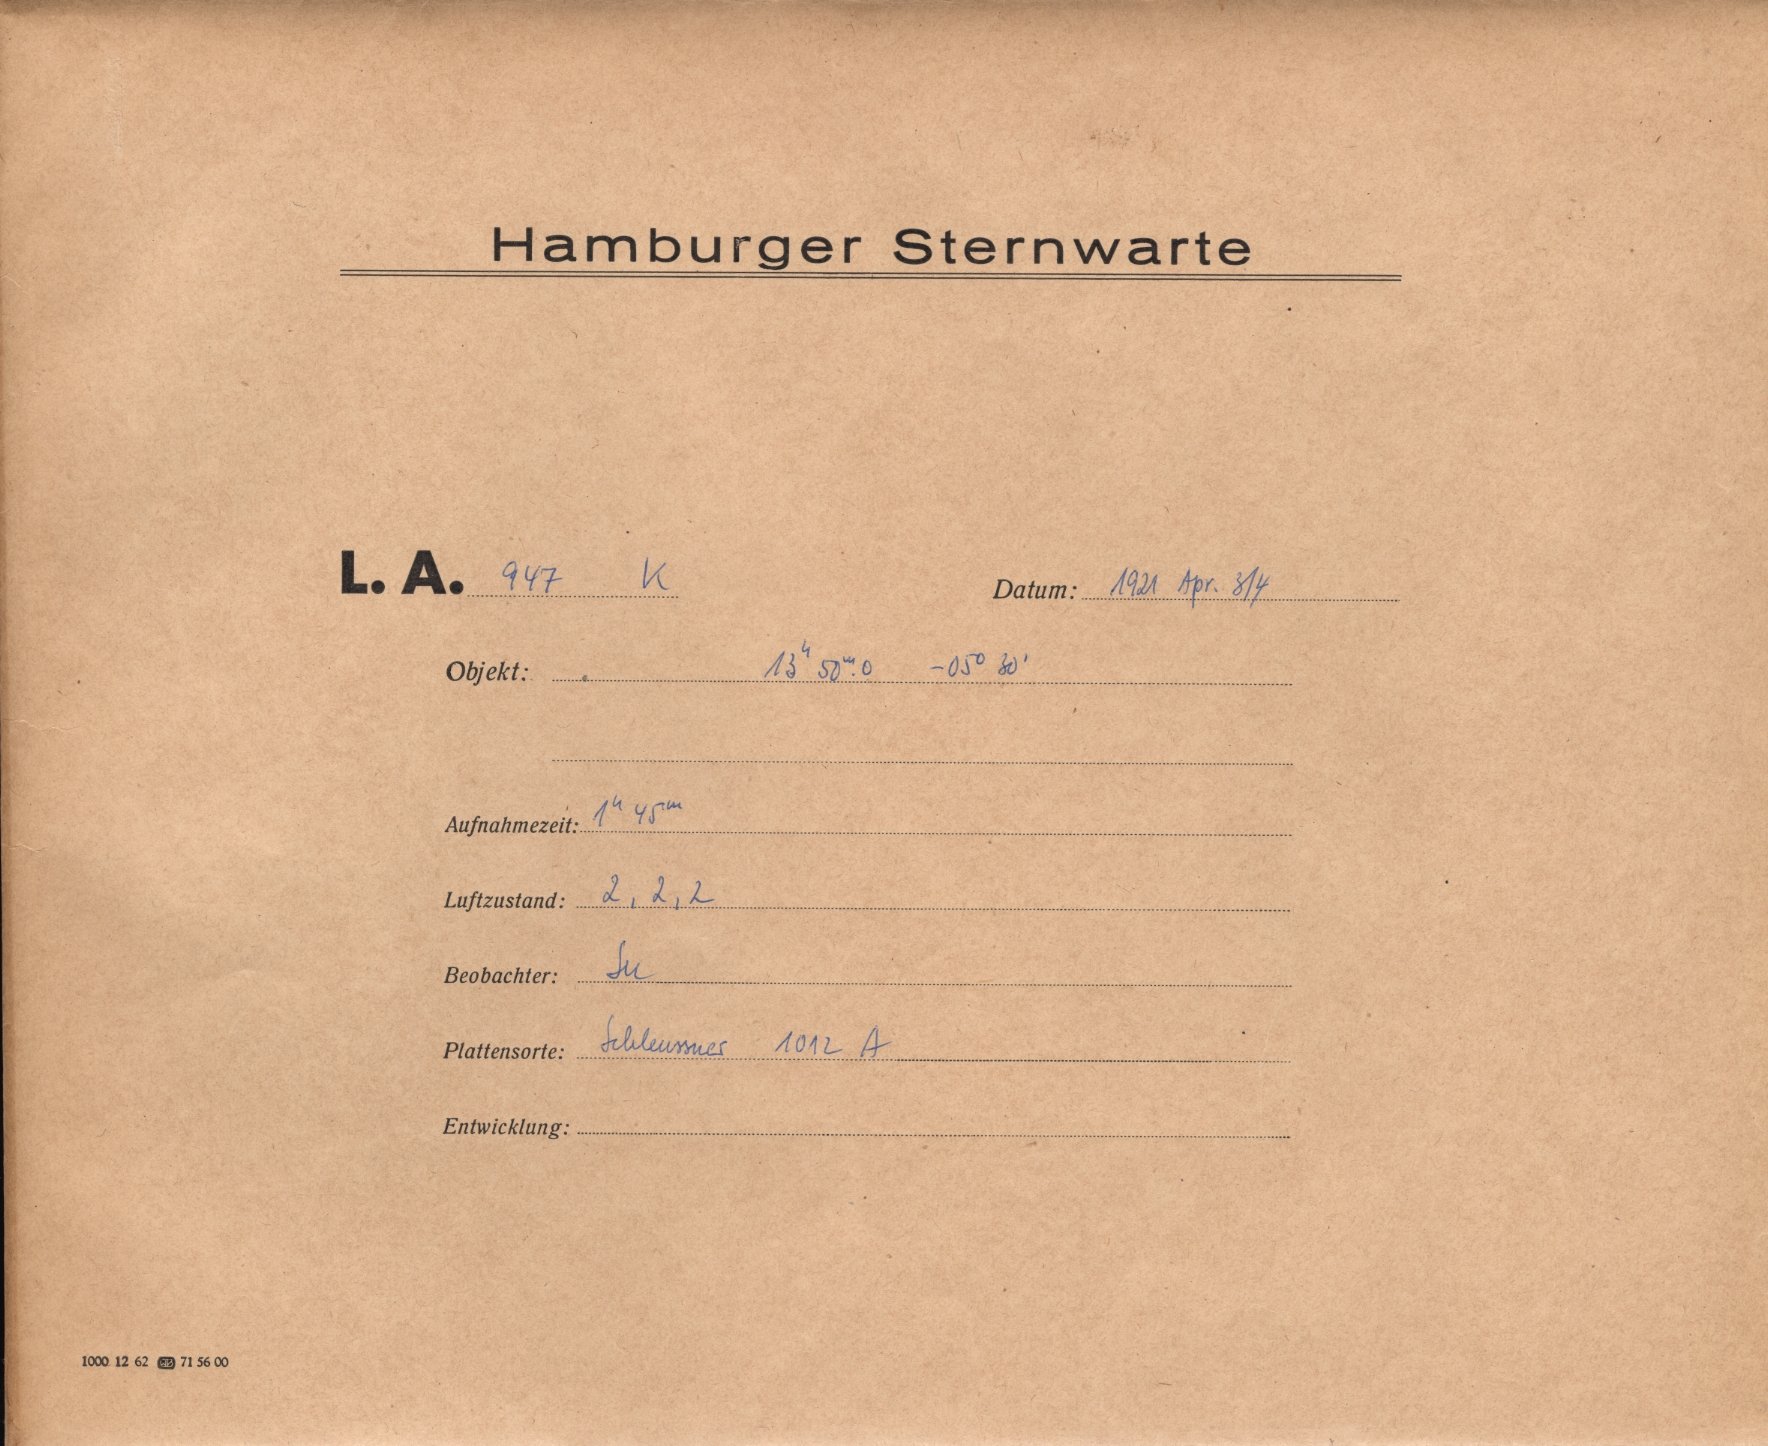 Hamburger Sternwarte
L. A. 947 K Datum: 1921 Apr. 3/4
Objekt: 13ʰ 50ᵐ.0 -05⁰ 30'
Aufnahmezeit: 1ʰ 45ᵐ
Luftzustand: 2, 2, 2
Beobachter: Su
Plattensorte: Schleussner 1012 A
Entwicklung:
1000 12 62 71 56 00